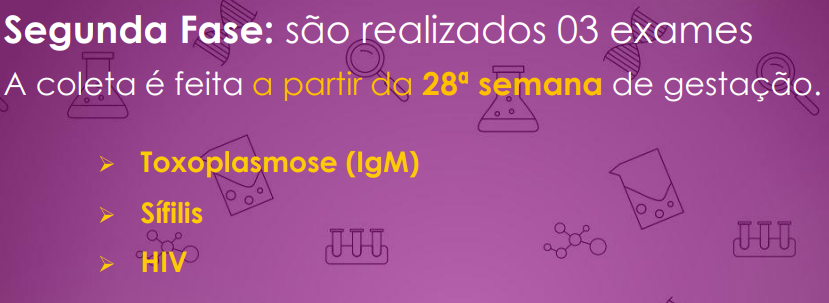 Segunda Fase: são realizados 03 exames
A coleta é feita a partir da 28ª semana de gestação.
➢ Toxoplasmose (IgM)
➢ Sífilis
➢ HIV